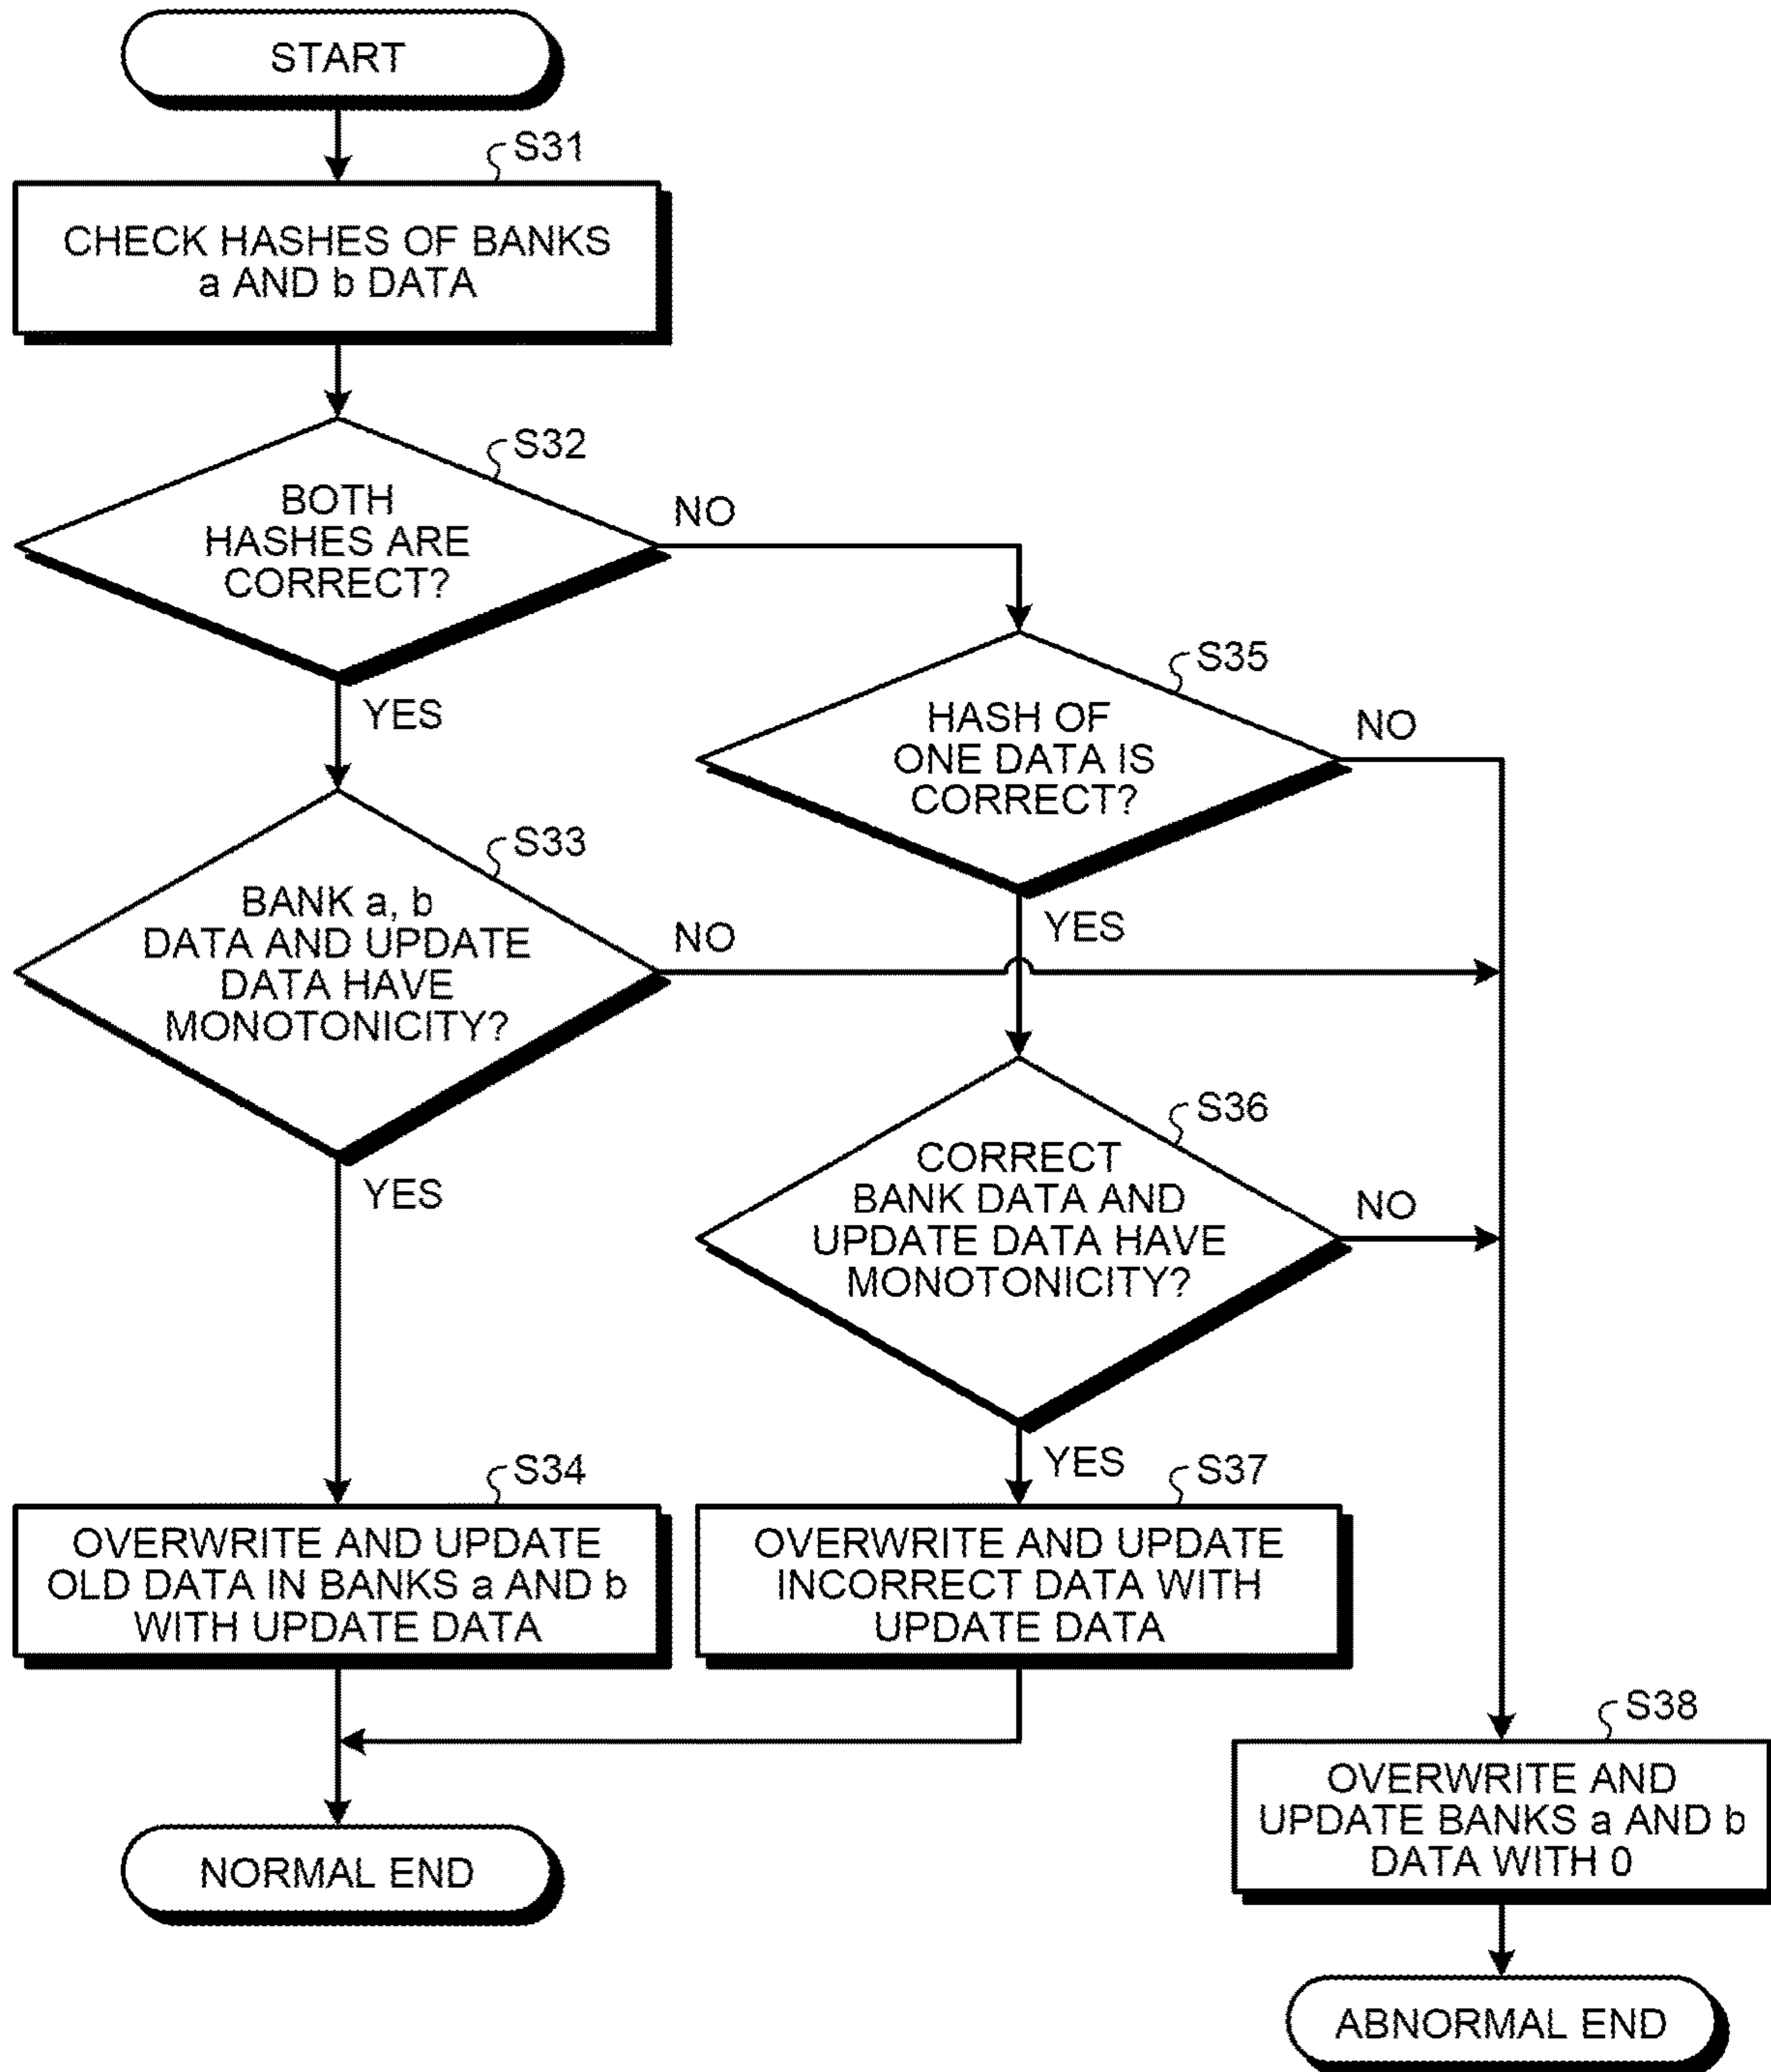 START
S31
CHECK HASHES OF BANKS
a AND b DATA
S32
BOTH
HASHES ARE
CORRECT?
NO
YES
S35
HASH OF
ONE DATA IS
CORRECT?
NO
YES
S33
BANK a, b
DATA AND UPDATE
DATA HAVE
MONOTONICITY?
NO
YES
S36
CORRECT
BANK DATA AND
UPDATE DATA HAVE
MONOTONICITY?
NO
YES
S34
OVERWRITE AND UPDATE
OLD DATA IN BANKS a AND b
WITH UPDATE DATA
S37
OVERWRITE AND UPDATE
INCORRECT DATA WITH
UPDATE DATA
S38
OVERWRITE AND
UPDATE BANKS a AND b
DATA WITH 0
NORMAL END
ABNORMAL END